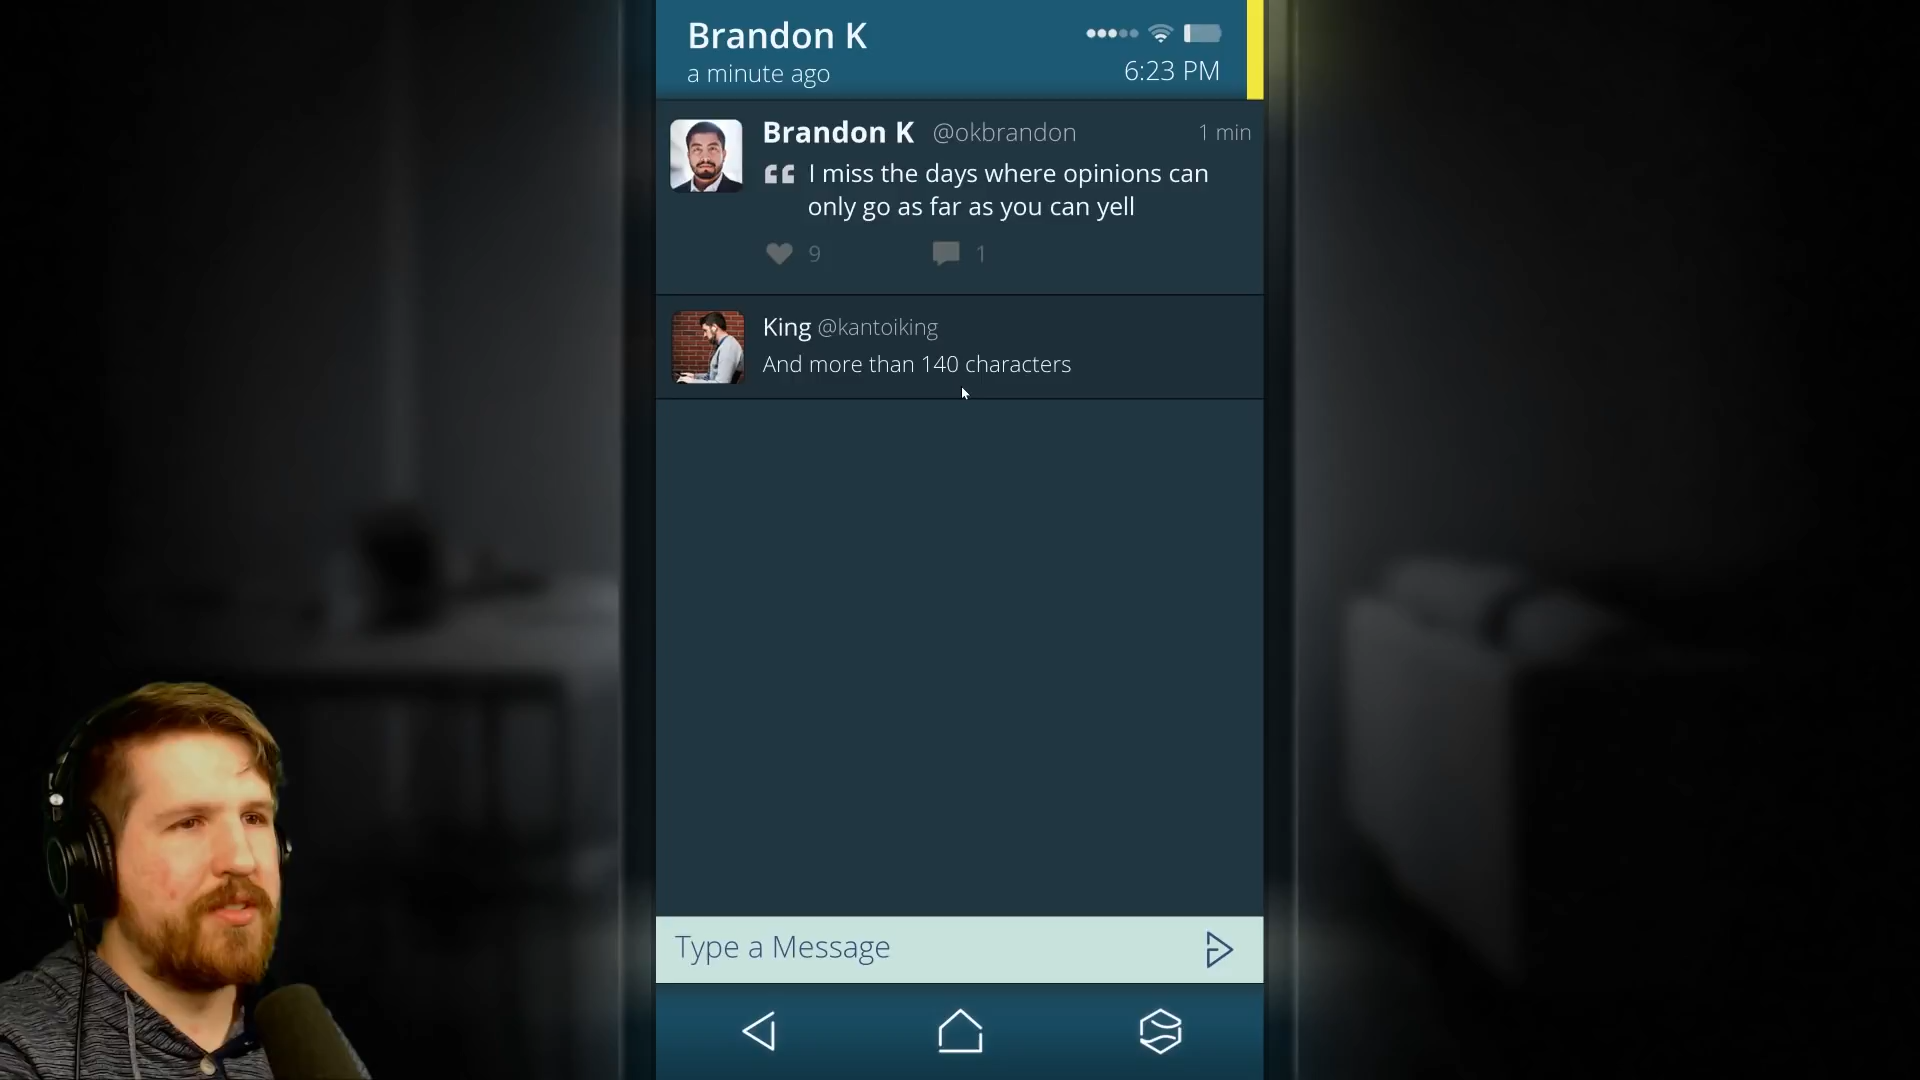 Brandon K
a minute ago
6:23 PM
Brandon K @okbrandon 1 min
I miss the days where opinions can
only go as far as you can yell
9 1
King @kantoiking
And more than 140 characters
Type a Message